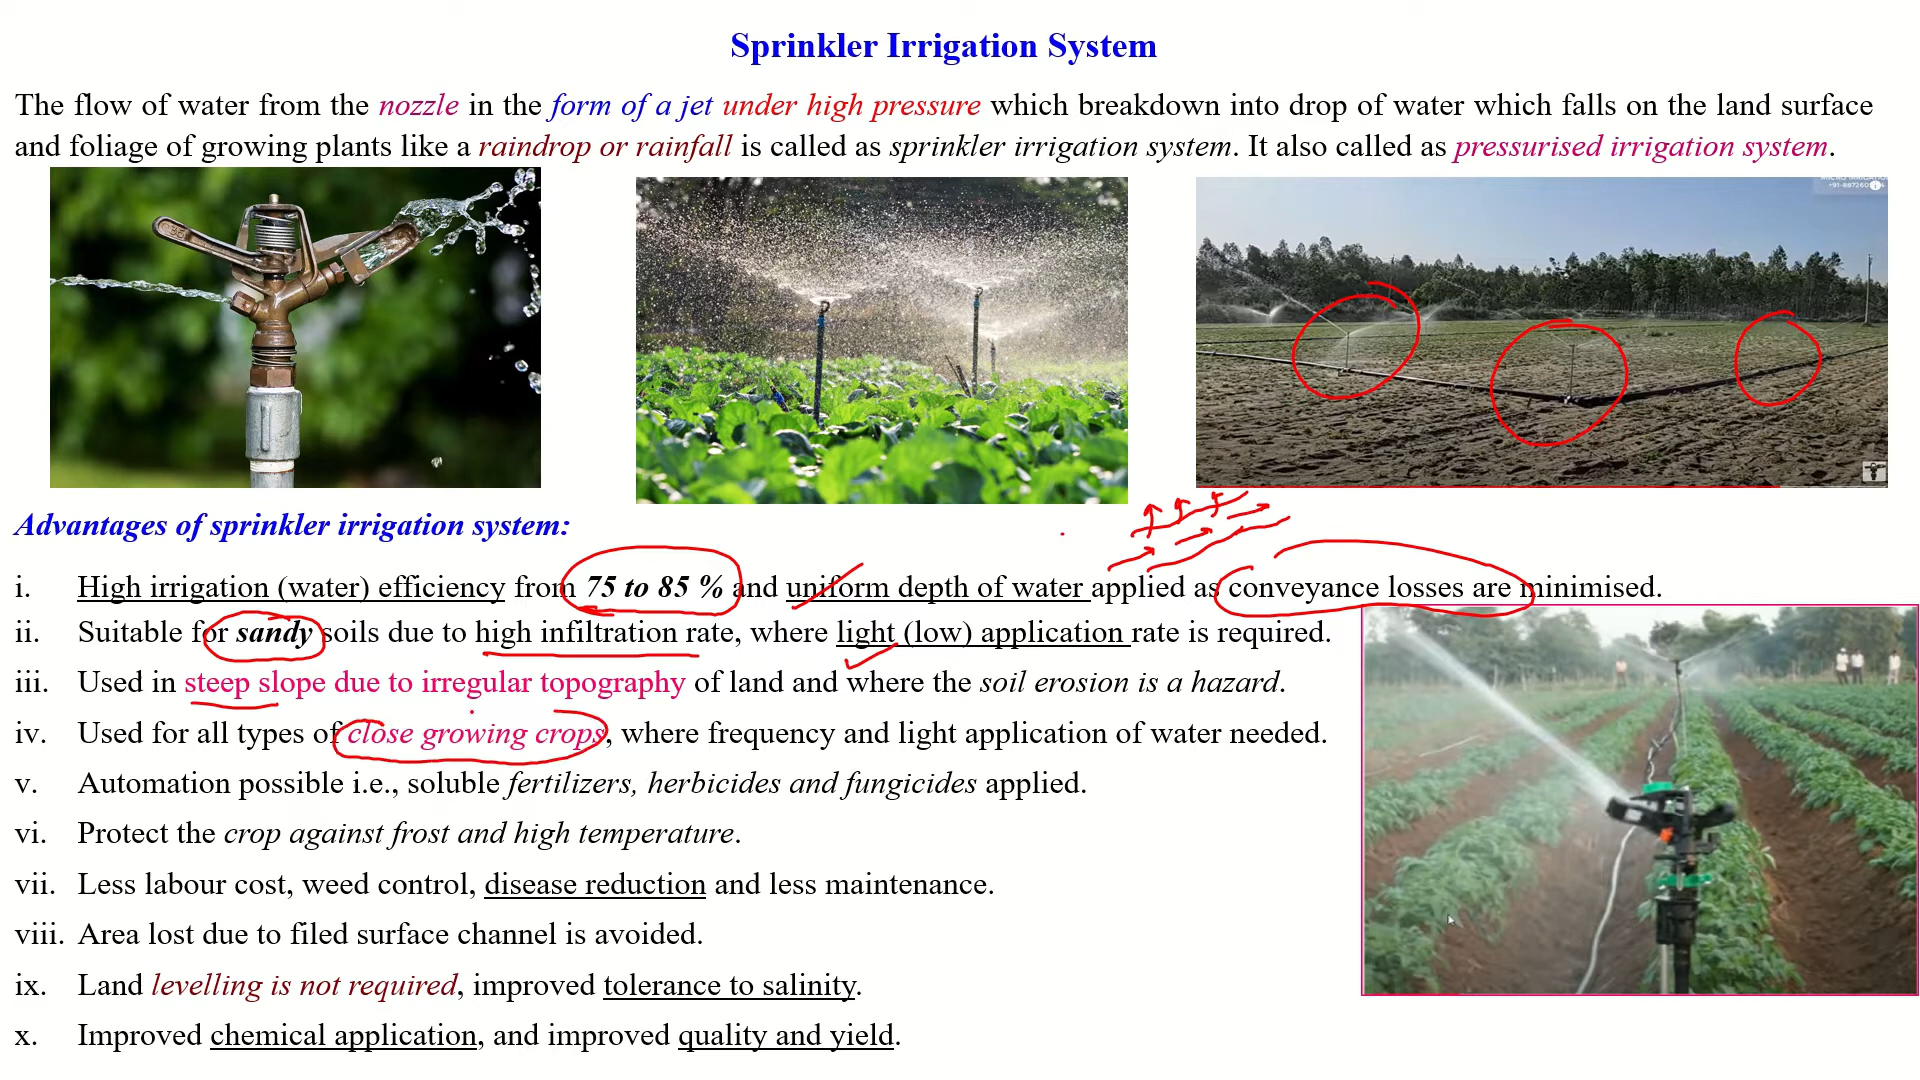 Sprinkler Irrigation System
The flow of water from the nozzle in the form of a jet under high pressure which breakdown into drop of water which falls on the land surface
and foliage of growing plants like a raindrop or rainfall is called as sprinkler irrigation system. It also called as pressurised irrigation system.
Advantages of sprinkler irrigation system:
i. High irrigation (water) efficiency from 75 to 85 % and uniform depth of water applied as conveyance losses are minimised.
ii. Suitable for sandy soils due to high infiltration rate, where light (low) application rate is required.
iii. Used in steep slope due to irregular topography of land and where the soil erosion is a hazard.
iv. Used for all types of close growing crops, where frequency and light application of water needed.
v. Automation possible i.e., soluble fertilizers, herbicides and fungicides applied.
vi. Protect the crop against frost and high temperature.
vii. Less labour cost, weed control, disease reduction and less maintenance.
viii. Area lost due to filed surface channel is avoided.
ix. Land levelling is not required, improved tolerance to salinity.
x. Improved chemical application, and improved quality and yield.